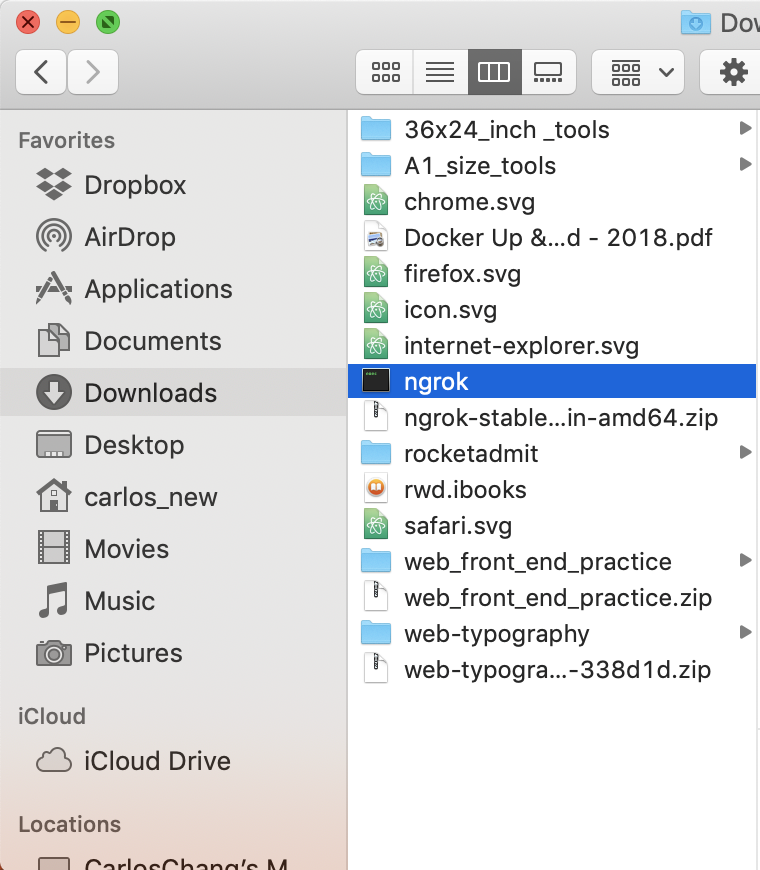 Dow
Favorites
Dropbox
AirDrop
Applications
Documents
Downloads
Desktop
carlos_new
Movies
Music
Pictures
iCloud
iCloud Drive
Locations
CarlosChang's M
36x24_inch _tools
A1_size_tools
chrome.svg
Docker Up &...d - 2018.pdf
firefox.svg
icon.svg
internet-explorer.svg
ngrok
ngrok-stable...in-amd64.zip
rocketadmit
rwd.ibooks
safari.svg
web_front_end_practice
web_front_end_practice.zip
web-typography
web-typogra...-338d1d.zip